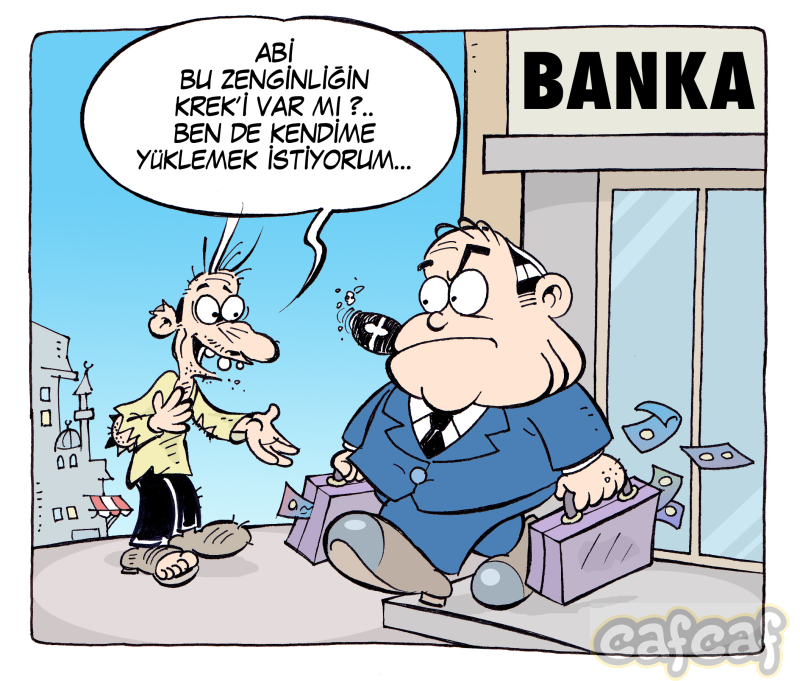 ABİ
BU ZENGİNLİĞİN
KREK'İ VAR MI ?..
BEN DE KENDİME
YÜKLEMEK İSTİYORUM...
BANKA
cafcaf